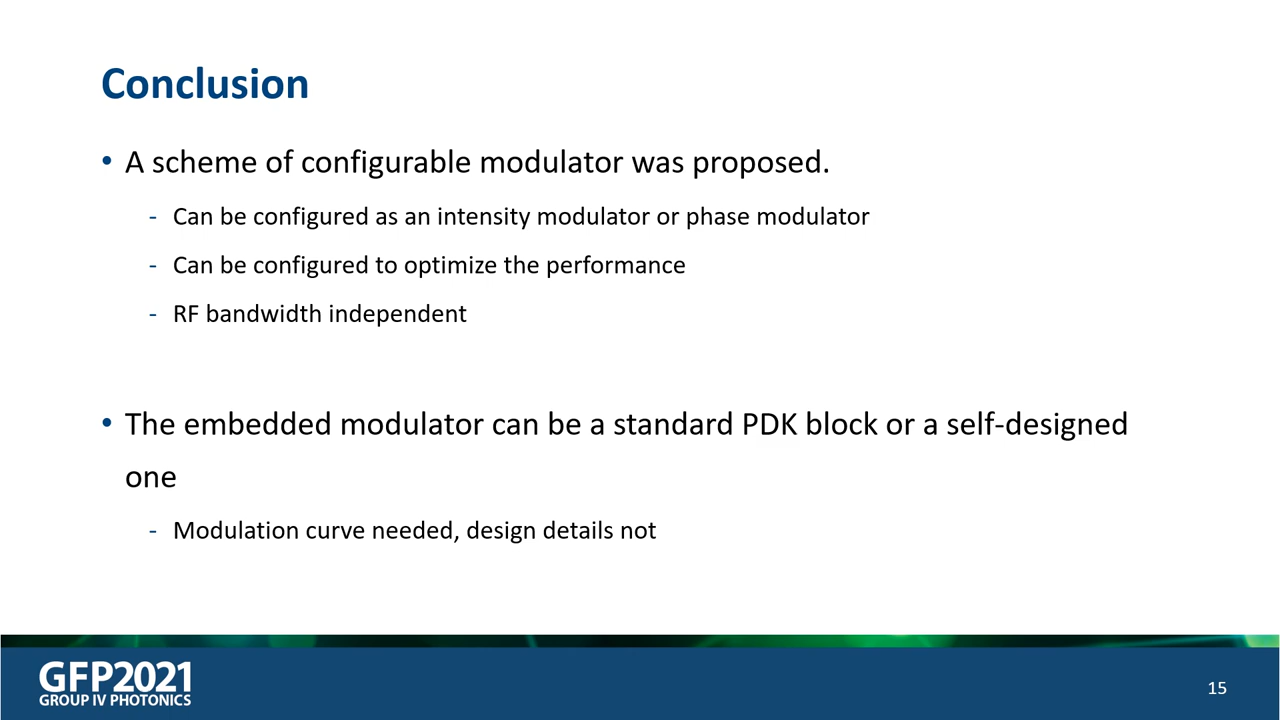 Conclusion
• A scheme of configurable modulator was proposed.
- Can be configured as an intensity modulator or phase modulator
- Can be configured to optimize the performance
- RF bandwidth independent
• The embedded modulator can be a standard PDK block or a self-designed
one
- Modulation curve needed, design details not
GFP2021
GROUP IV PHOTONICS
15